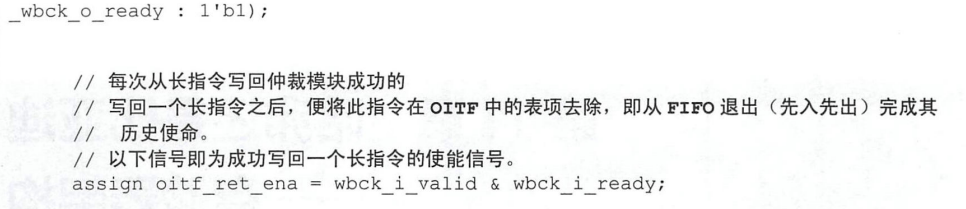 _wbck_o_ready : 1'b1);
// 每次从长指令写回仲裁模块成功的
// 写回一个长指令之后，便将此指令在 OITF 中的表项去除，即从 FIFO 退出（先入先出）完成其
// 历史使命。
// 以下信号即为成功写回一个长指令的使能信号。
assign oitf_ret_ena = wbck_i_valid & wbck_i_ready;